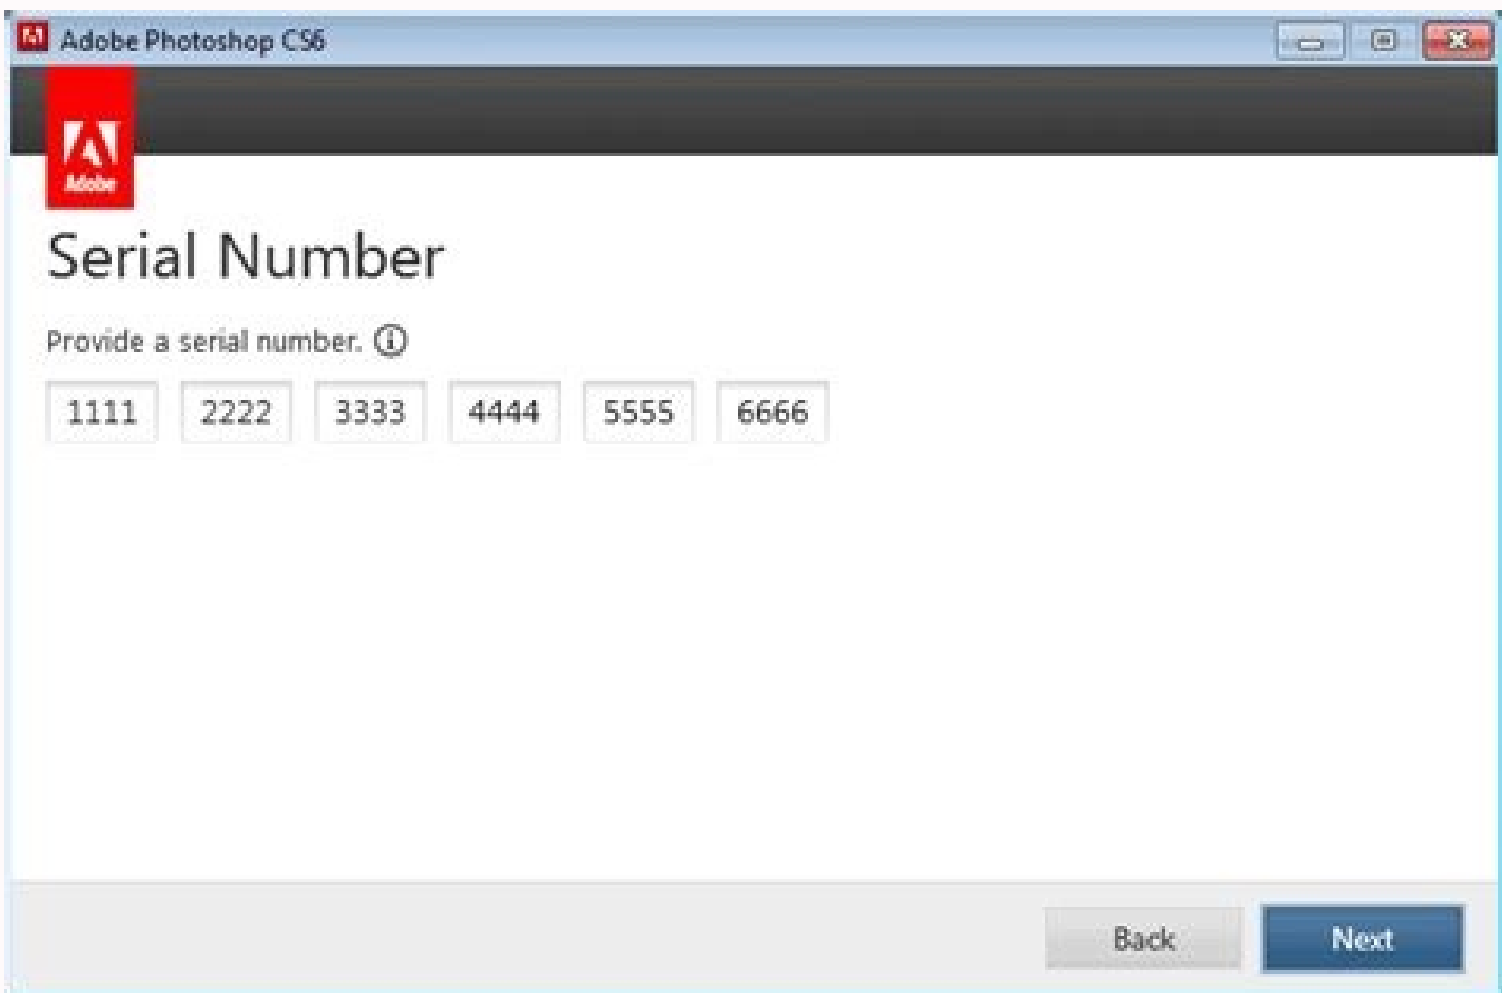 Adobe Photoshop CS6
Adobe
Serial Number
Provide a serial number.
1111 2222 3333 4444 5555 6666
Back Next